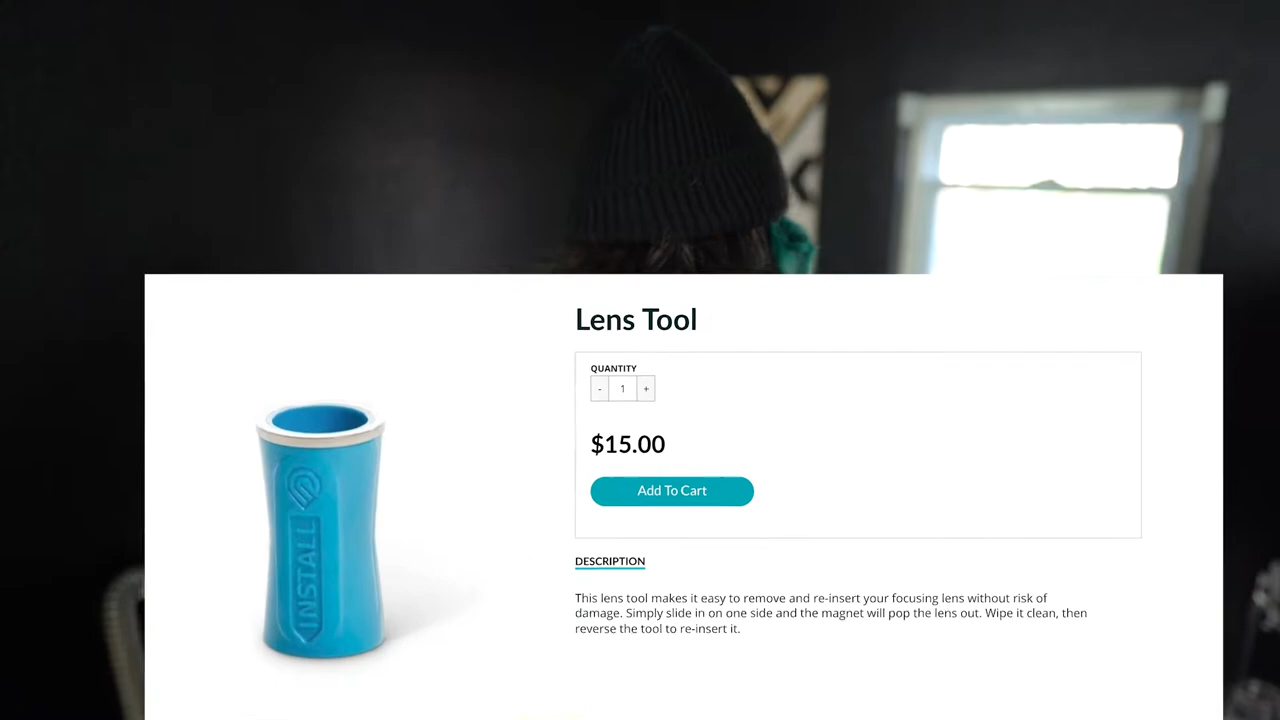 Lens Tool
QUANTITY
- 1 +
$15.00
Add To Cart
DESCRIPTION
This lens tool makes it easy to remove and re-insert your focusing lens without risk of
damage. Simply slide in on one side and the magnet will pop the lens out. Wipe it clean, then
reverse the tool to re-insert it.
INSTALL